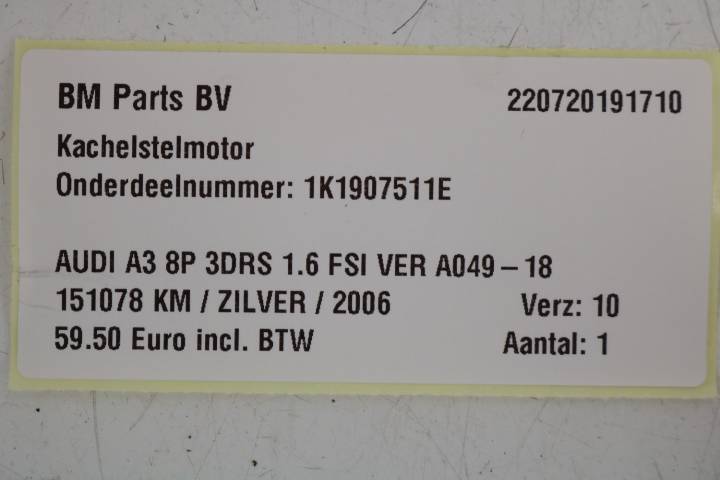 BM Parts BV 220720191710
Kachelstelmotor
Onderdeelnummer: 1K1907511E
AUDI A3 8P 3DRS 1.6 FSI VER A049 – 18
151078 KM / ZILVER / 2006 Verz: 10
59.50 Euro incl. BTW Aantal: 1